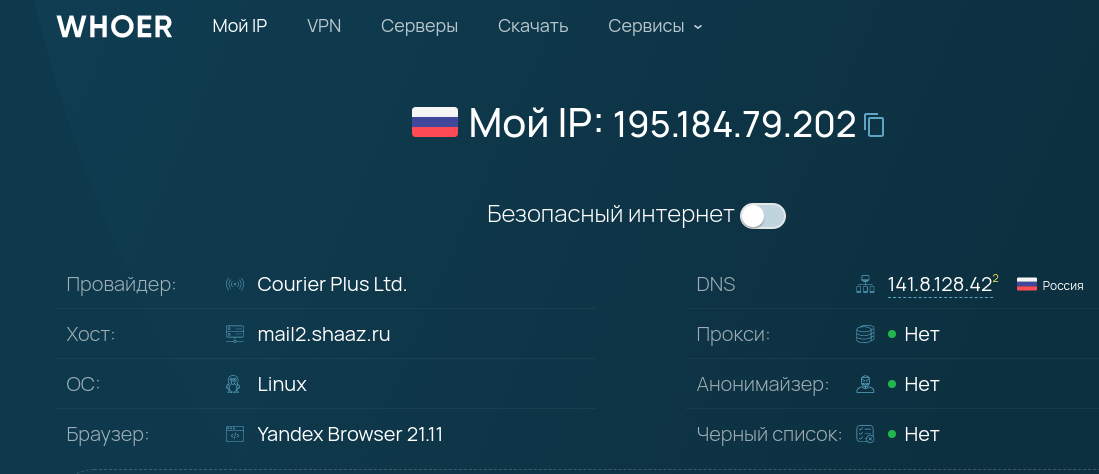 WHOER Мой IP VPN Серверы Скачать Сервисы
Мой IP: 195.184.79.202
Безопасный интернет
Провайдер: Courier Plus Ltd.
Хост: mail2.shaaz.ru
ОС: Linux
Браузер: Yandex Browser 21.11
DNS 141.8.128.42 2 Россия
Прокси: Нет
Анонимайзер: Нет
Черный список: Нет